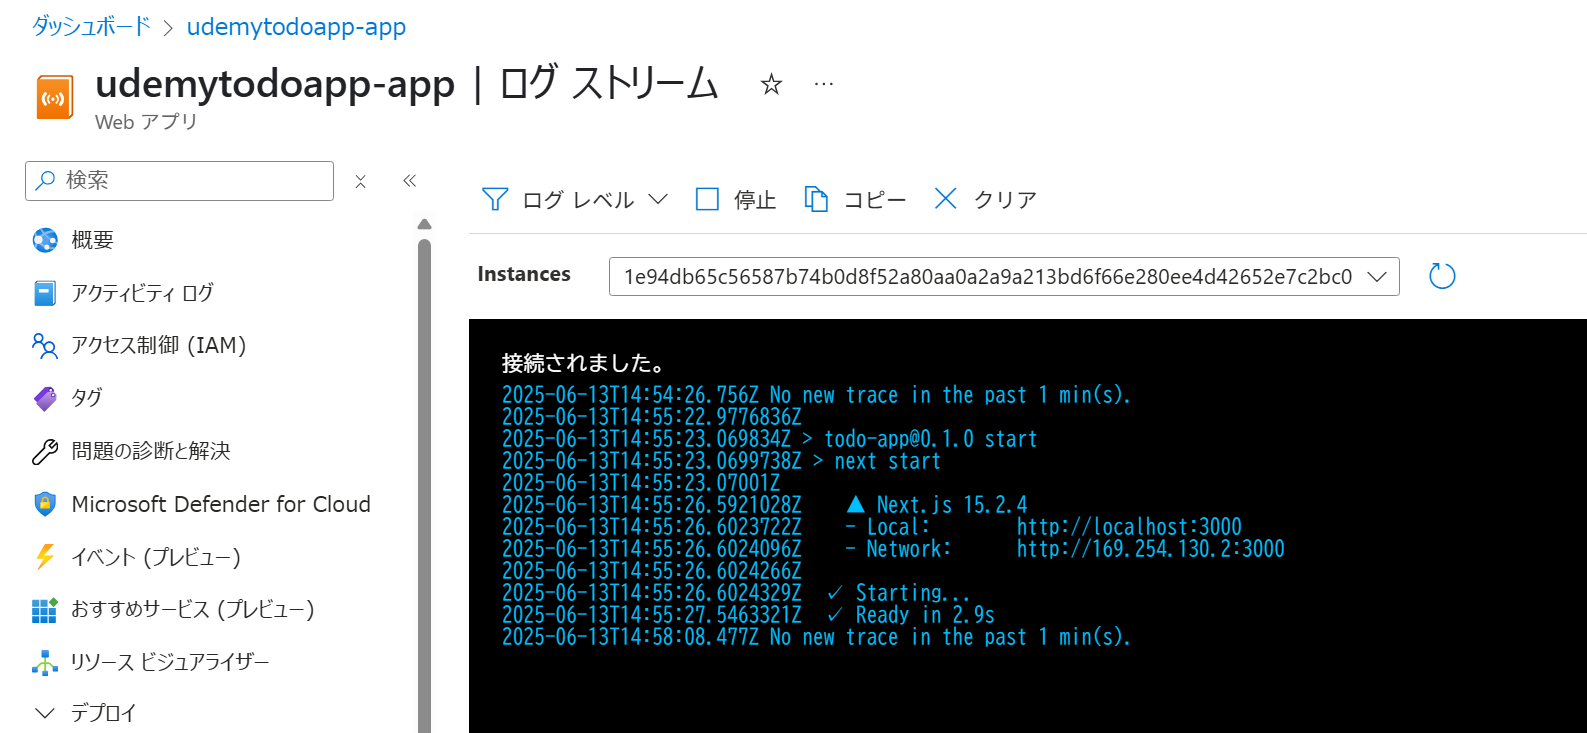 ダッシュボード > udemytodoapp-app
udemytodoapp-app | ログ ストリーム ☆ …
Web アプリ
検索
ログ レベル 停止 コピー クリア
概要
Instances 1e94db65c56587b74b0d8f52a80aa0a2a9a213bd6f66e280ee4d42652e7c2bc0
アクティビティ ログ
アクセス制御 (IAM)
タグ
問題の診断と解決
Microsoft Defender for Cloud
イベント (プレビュー)
おすすめサービス (プレビュー)
リソース ビジュアライザー
デプロイ
接続されました。
2025-06-13T14:54:26.756Z No new trace in the past 1 min(s).
2025-06-13T14:55:22.9776836Z
2025-06-13T14:55:23.069834Z > todo-app@0.1.0 start
2025-06-13T14:55:23.0699738Z > next start
2025-06-13T14:55:23.07001Z
2025-06-13T14:55:26.5921028Z ▲ Next.js 15.2.4
2025-06-13T14:55:26.6023722Z - Local: http://localhost:3000
2025-06-13T14:55:26.6024096Z - Network: http://169.254.130.2:3000
2025-06-13T14:55:26.6024266Z
2025-06-13T14:55:26.6024329Z ✓ Starting...
2025-06-13T14:55:27.5463321Z ✓ Ready in 2.9s
2025-06-13T14:58:08.477Z No new trace in the past 1 min(s).